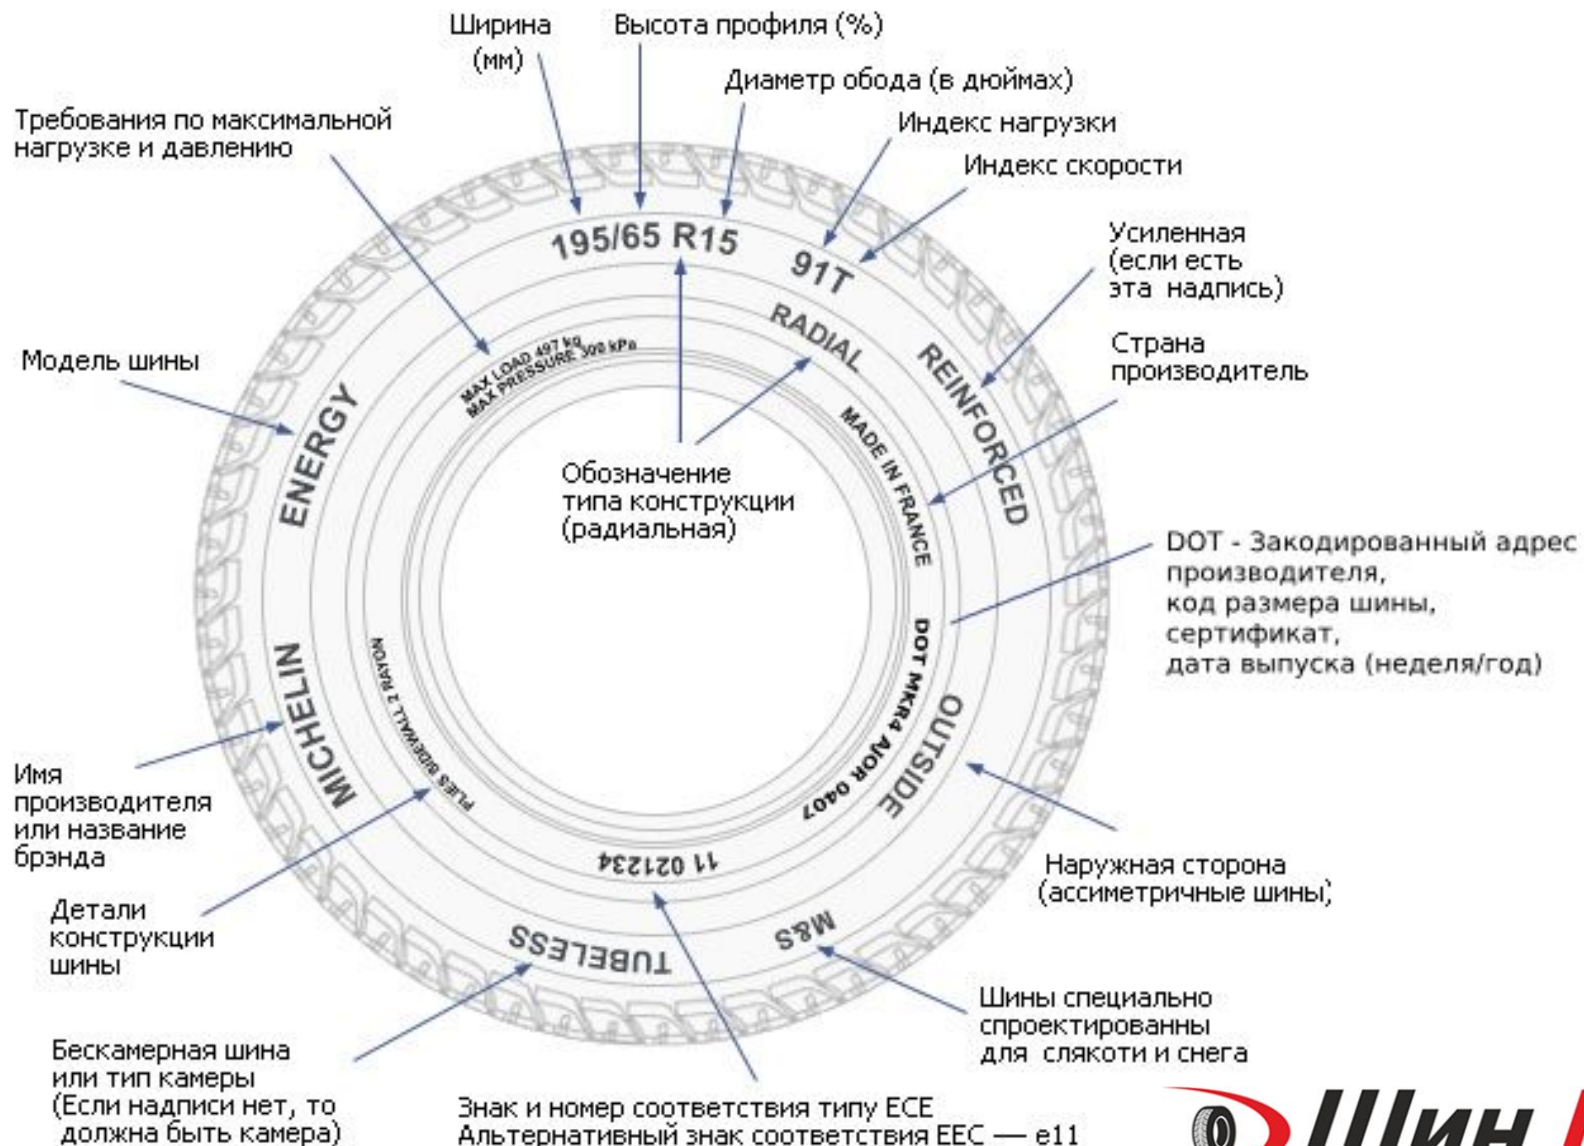 Ширина
(мм)
Высота профиля (%)
Диаметр обода (в дюймах)
Требования по максимальной
нагрузке и давлению
Индекс нагрузки
Индекс скорости
Усиленная
(если есть
эта надпись)
Страна
производитель
Модель шины
195/65 R15
91T
RADIAL
REINFORCED
MAX LOAD 497 kg
MAX PRESSURE 300 kPa
ENERGY
MADE IN FRANCE
Обозначение
типа конструкции
(радиальная)
DOT - Закодированный адрес
производителя,
код размера шины,
сертификат,
дата выпуска (неделя/год)
MICHELIN
PLIES SIDEWALL 2 RAYON
DOT MKR4 AJOR 0407
OUTSIDE
Имя
производителя
или название
брэнда
11 021234
Наружная сторона
(ассиметричные шины)
Детали
конструкции
шины
TUBELESS
M&S
Шины специально
спроектированны
для слякоти и снега
Бескамерная шина
или тип камеры
(Если надписи нет, то
должна быть камера)
Знак и номер соответствия типу ECE
Альтернативный знак соответствия EEC — e11
Шин